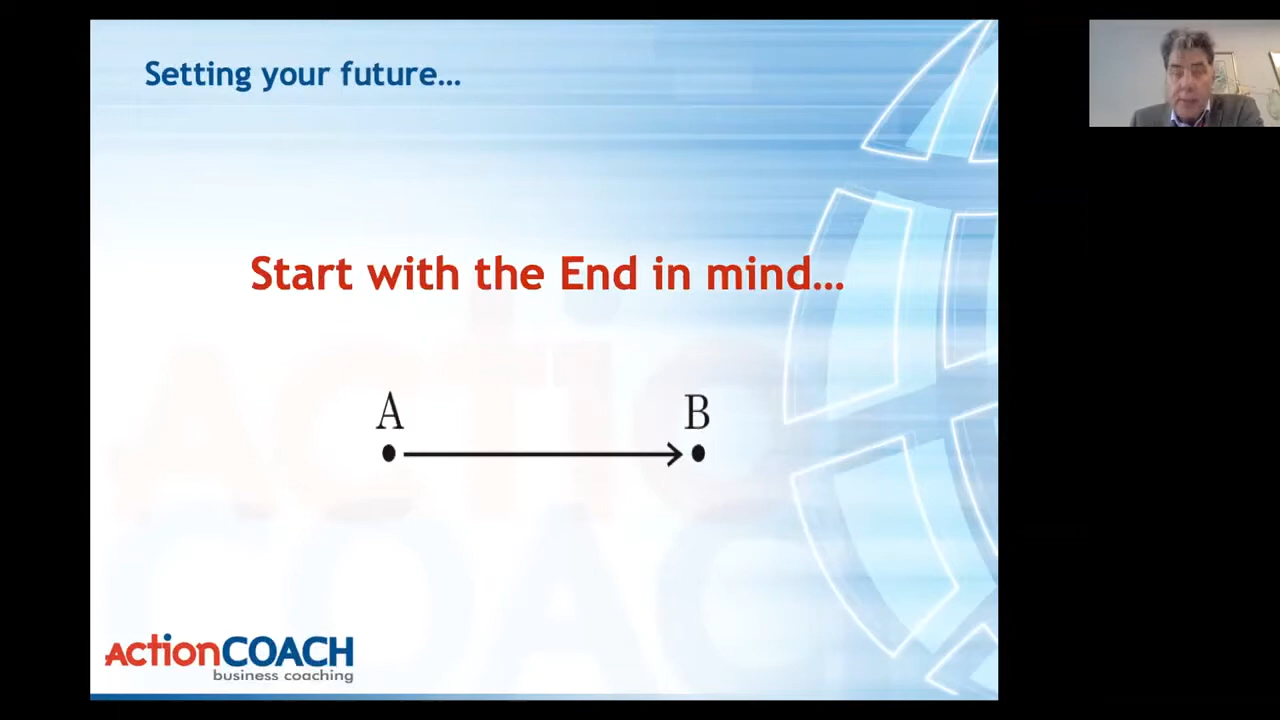 Setting your future...
Start with the End in mind...
A B
ActionCOACH
business coaching